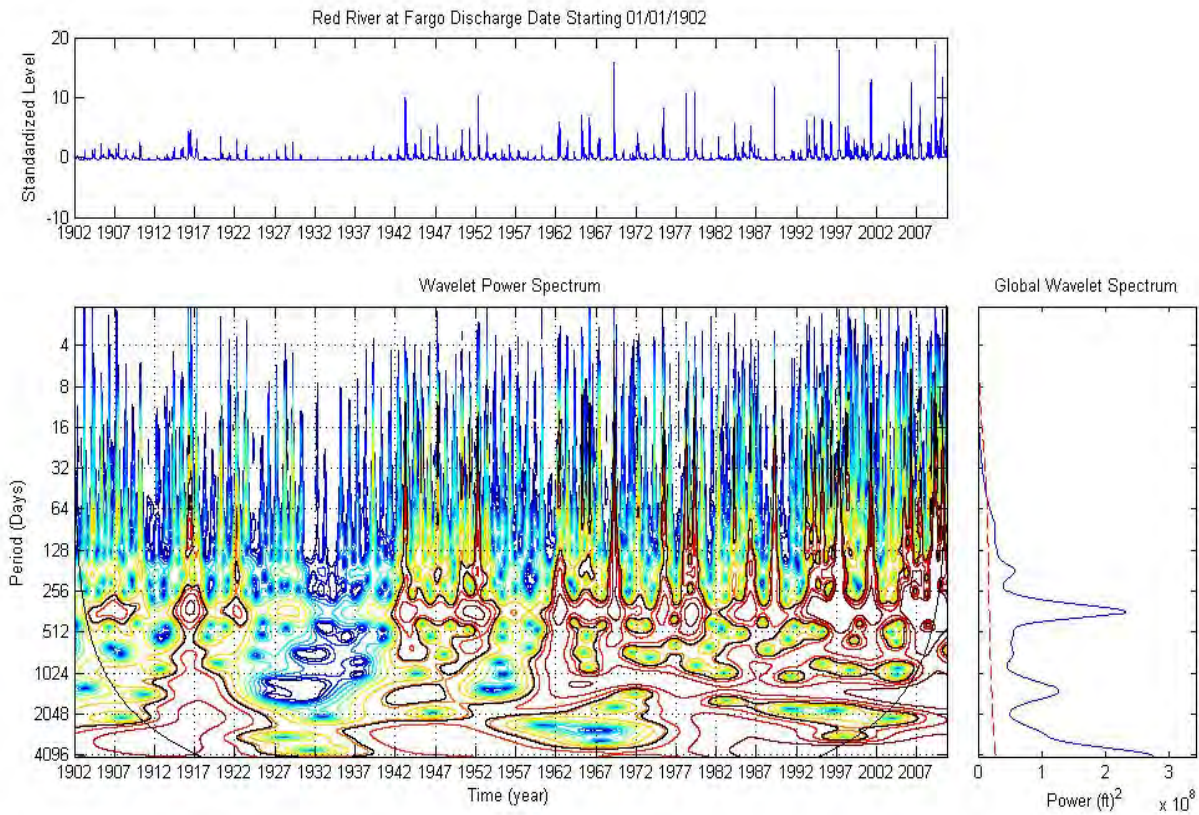 Red River at Fargo Discharge Date Starting 01/01/1902
Standardized Level
20
10
0
-10
1902 1907 1912 1917 1922 1927 1932 1937 1942 1947 1952 1957 1962 1967 1972 1977 1982 1987 1992 1997 2002 2007
Wavelet Power Spectrum
Period (Days)
4
8
16
32
64
128
256
512
1024
2048
4096
1902 1907 1912 1917 1922 1927 1932 1937 1942 1947 1952 1957 1962 1967 1972 1977 1982 1987 1992 1997 2002 2007
Time (year)
Global Wavelet Spectrum
0 1 2 3
Power (ft)²
x 10⁸